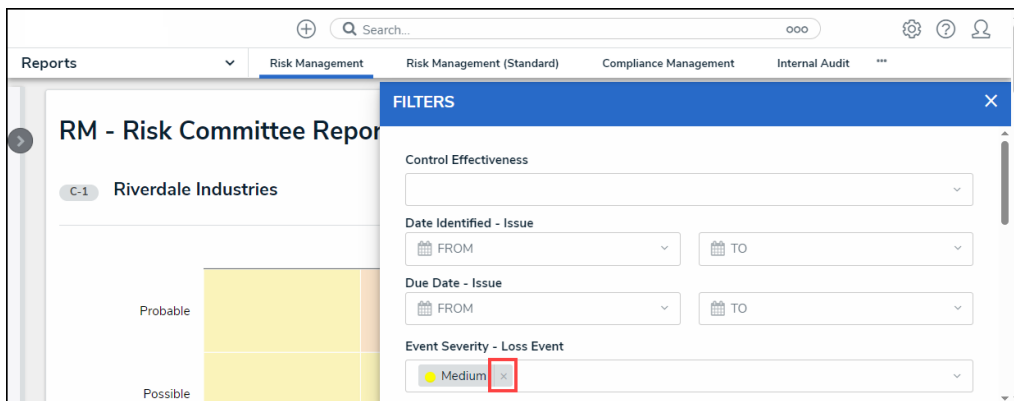 Search...
Reports
Risk Management
Risk Management (Standard)
Compliance Management
Internal Audit
RM - Risk Committee Repor
C-1
Riverdale Industries
Probable
Possible
FILTERS
Control Effectiveness
Date Identified - Issue
FROM
TO
Due Date - Issue
FROM
TO
Event Severity - Loss Event
Medium